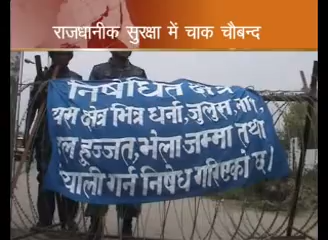 राजधानीक सुरक्षा में चाक चौबन्द
निषेधित क्षेत्र
यस क्षेत्र भित्र धर्ना, जुलुस,
हुज्जत, भेला जम्मा तथा
र्‍याली गर्न निषेध गरिएको छ।